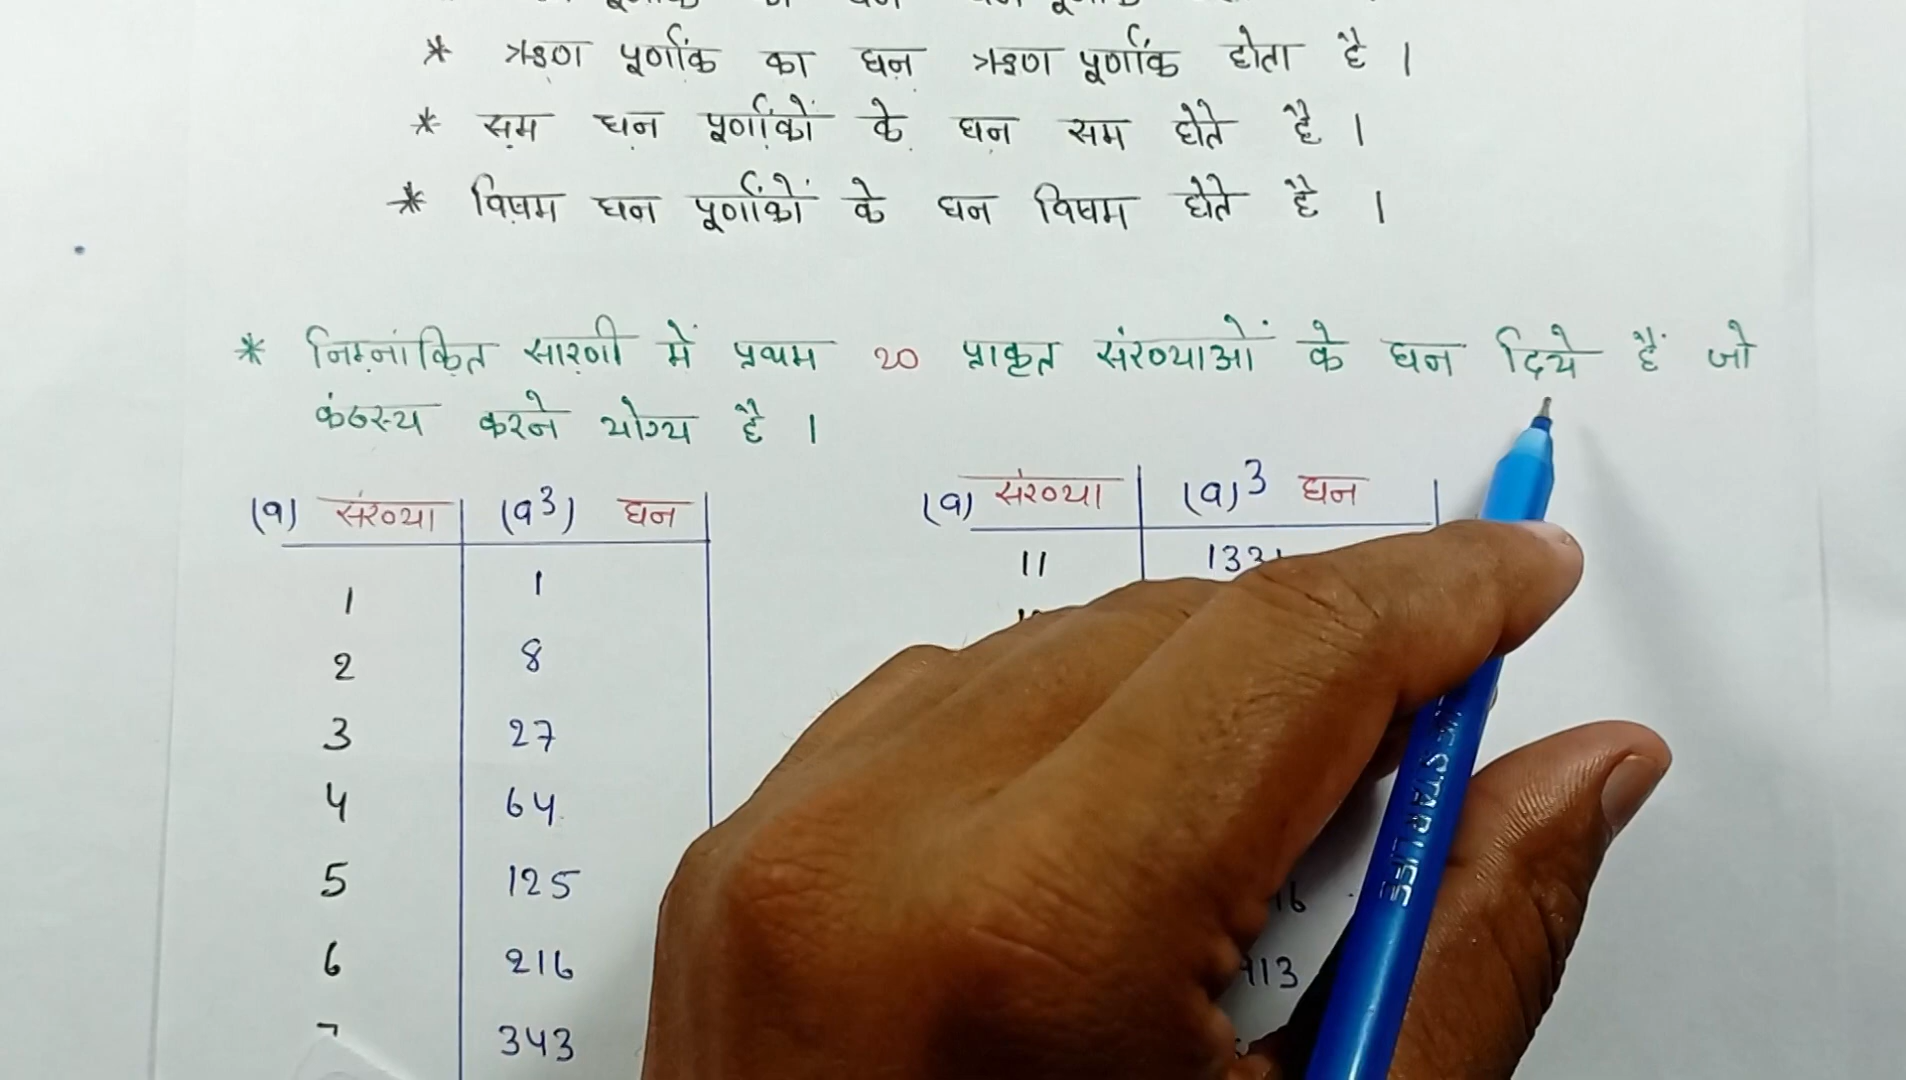 * ऋण पूर्णांक का घन ऋण पूर्णांक होता है ।
* सम घन पूर्णांकों के घन सम होते है ।
* विषम घन पूर्णांकों के घन विषम होते है ।
* निम्नांकित सारणी में प्रथम 20 प्राकृत संख्याओं के घन दिये हैं जो
कंठस्थ करने योग्य है ।
(a) संख्या (a³) घन
1 1
2 8
3 27
4 64
5 125
6 216
343
(a) संख्या (a)³ घन
11
STARLIFE